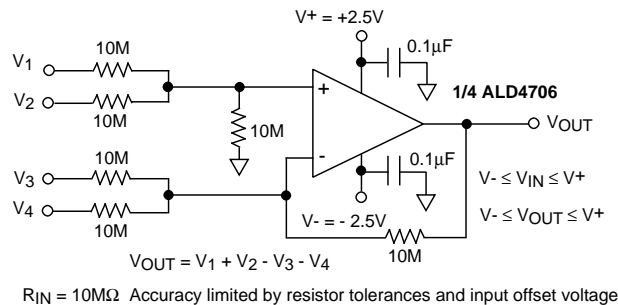 V+ = +2.5V
0.1µF
10M
V1
V2
10M
1/4 ALD4706
+
10M
VOUT
10M
-
0.1µF
V3
V4
10M
V- ≤ VIN ≤ V+
V- = - 2.5V
V- ≤ VOUT ≤ V+
10M
VOUT = V1 + V2 - V3 - V4
RIN = 10MΩ Accuracy limited by resistor tolerances and input offset voltage